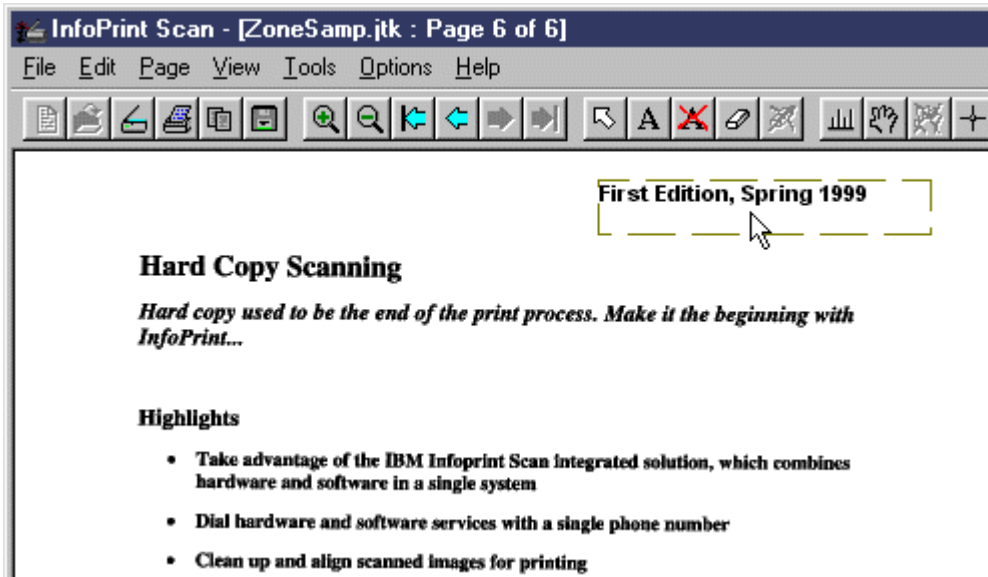 InfoPrint Scan - [ZoneSamp.jtk : Page 6 of 6]
File Edit Page View Tools Options Help
A
First Edition, Spring 1999
Hard Copy Scanning
Hard copy used to be the end of the print process. Make it the beginning with
InfoPrint...
Highlights
• Take advantage of the IBM Infoprint Scan integrated solution, which combines
hardware and software in a single system
• Dial hardware and software services with a single phone number
• Clean up and align scanned images for printing